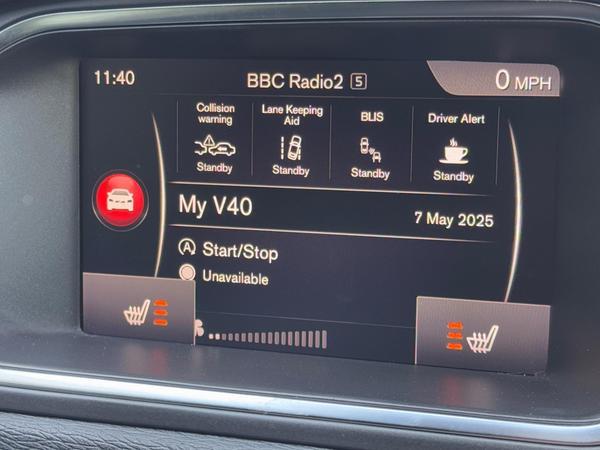 11:40
BBC Radio2 5
0 MPH
Collision
warning
Standby
Lane Keeping
Aid
Standby
BLIS
Standby
Driver Alert
Standby
My V40
7 May 2025
A Start/Stop
Unavailable